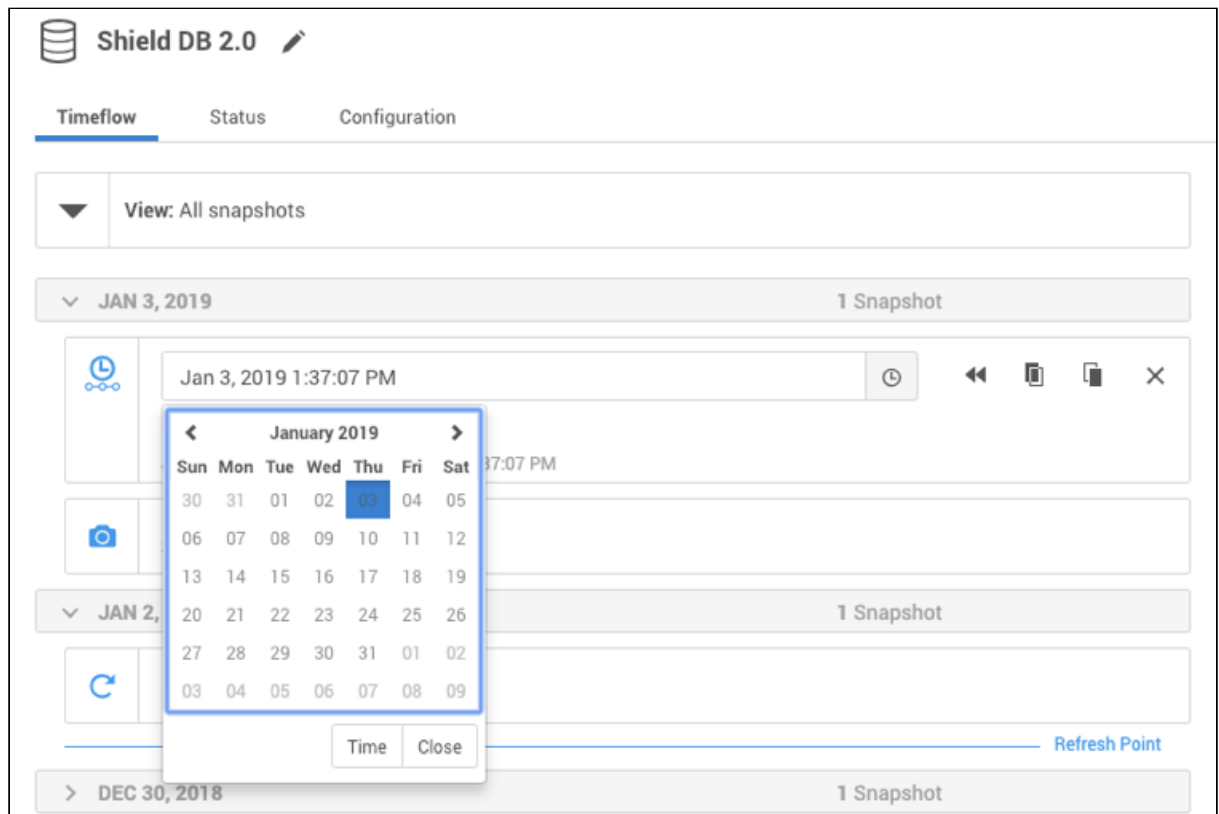 Shield DB 2.0
Timeflow Status Configuration
View: All snapshots
JAN 3, 2019 1 Snapshot
Jan 3, 2019 1:37:07 PM
January 2019
Sun Mon Tue Wed Thu Fri Sat
37:07 PM
30 31 01 02 03 04 05
06 07 08 09 10 11 12
13 14 15 16 17 18 19
JAN 2, 1 Snapshot
20 21 22 23 24 25 26
27 28 29 30 31 01 02
03 04 05 06 07 08 09
Time Close
Refresh Point
DEC 30, 2018 1 Snapshot